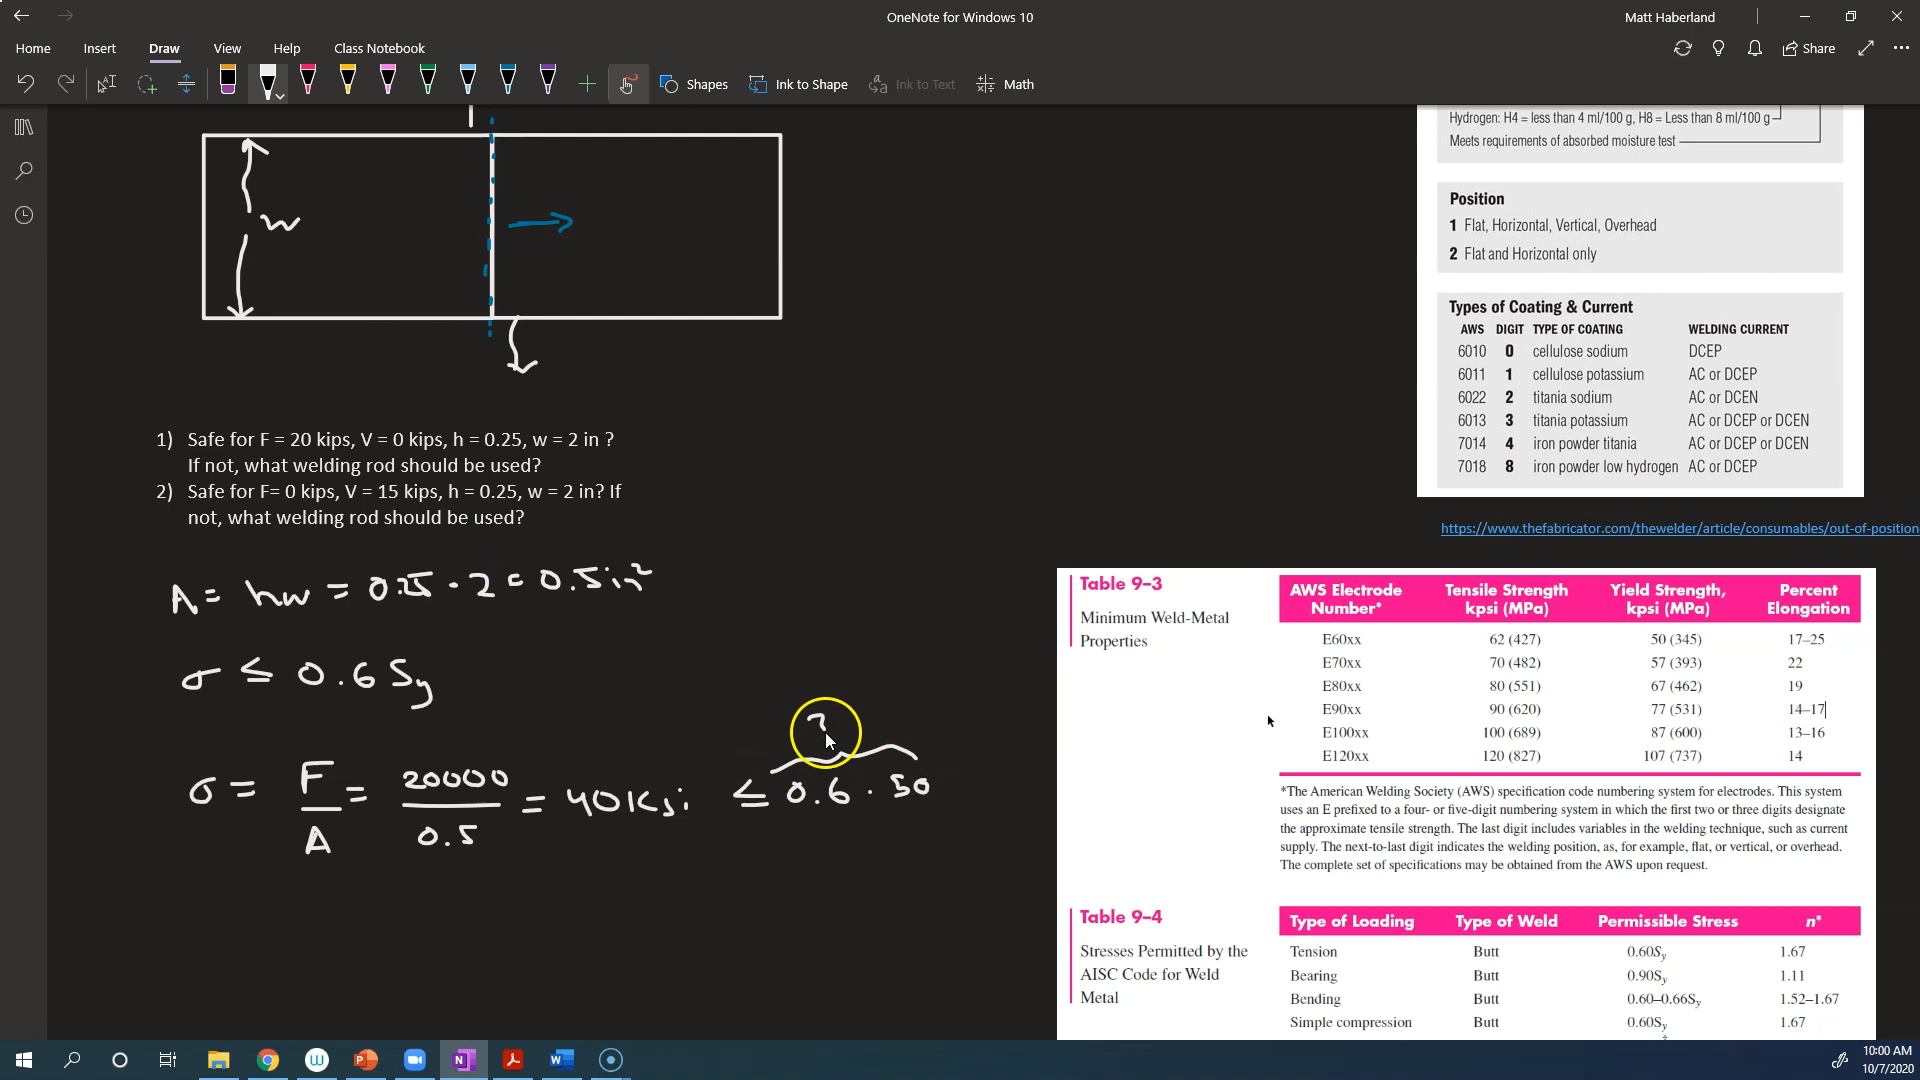 OneNote for Windows 10
Matt Haberland
Home Insert Draw View Help Class Notebook
Share
Shapes Ink to Shape Ink to Text Math
w
1) Safe for F = 20 kips, V = 0 kips, h = 0.25, w = 2 in ?
If not, what welding rod should be used?
2) Safe for F= 0 kips, V = 15 kips, h = 0.25, w = 2 in? If
not, what welding rod should be used?
A = hw = 0.25 · 2 = 0.5 in²
σ ≤ 0.6 Sy
?
σ = F/A = 20000/0.5 = 40 ksi ≤ 0.6 · 50
Hydrogen: H4 = less than 4 ml/100 g, H8 = Less than 8 ml/100 g
Meets requirements of absorbed moisture test
Position
1 Flat, Horizontal, Vertical, Overhead
2 Flat and Horizontal only
Types of Coating & Current
AWS DIGIT TYPE OF COATING WELDING CURRENT
6010 0 cellulose sodium DCEP
6011 1 cellulose potassium AC or DCEP
6022 2 titania sodium AC or DCEN
6013 3 titania potassium AC or DCEP or DCEN
7014 4 iron powder titania AC or DCEP or DCEN
7018 8 iron powder low hydrogen AC or DCEP
https://www.thefabricator.com/thewelder/article/consumables/out-of-position
Table 9–3
Minimum Weld-Metal
Properties
AWS Electrode Number* Tensile Strength kpsi (MPa) Yield Strength, kpsi (MPa) Percent Elongation
E60xx 62 (427) 50 (345) 17–25
E70xx 70 (482) 57 (393) 22
E80xx 80 (551) 67 (462) 19
E90xx 90 (620) 77 (531) 14–17
E100xx 100 (689) 87 (600) 13–16
E120xx 120 (827) 107 (737) 14
*The American Welding Society (AWS) specification code numbering system for electrodes. This system
uses an E prefixed to a four- or five-digit numbering system in which the first two or three digits designate
the approximate tensile strength. The last digit includes variables in the welding technique, such as current
supply. The next-to-last digit indicates the welding position, as, for example, flat, or vertical, or overhead.
The complete set of specifications may be obtained from the AWS upon request.
Table 9–4
Stresses Permitted by the
AISC Code for Weld
Metal
Type of Loading Type of Weld Permissible Stress n*
Tension Butt 0.60Sy 1.67
Bearing Butt 0.90Sy 1.11
Bending Butt 0.60–0.66Sy 1.52–1.67
Simple compression Butt 0.60Sy 1.67
10:00 AM
10/7/2020